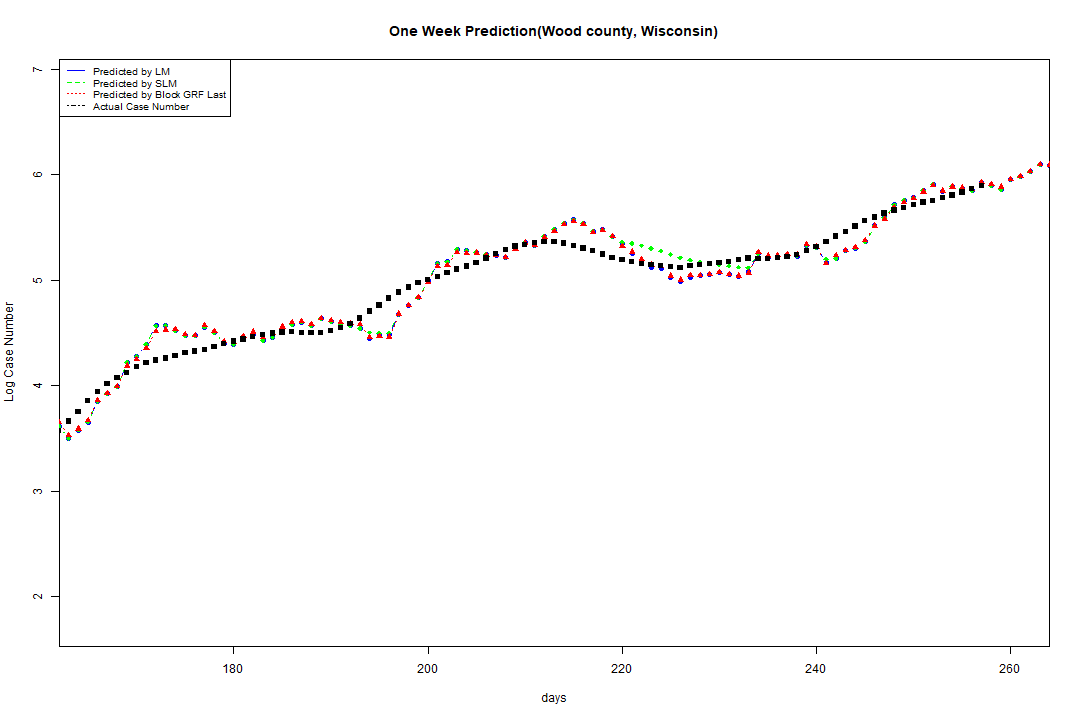 One Week Prediction(Wood county, Wisconsin)
7
Predicted by LM
Predicted by SLM
Predicted by Block GRF Last
Actual Case Number
6
5
4
3
2
Log Case Number
180 200 220 240 260
days